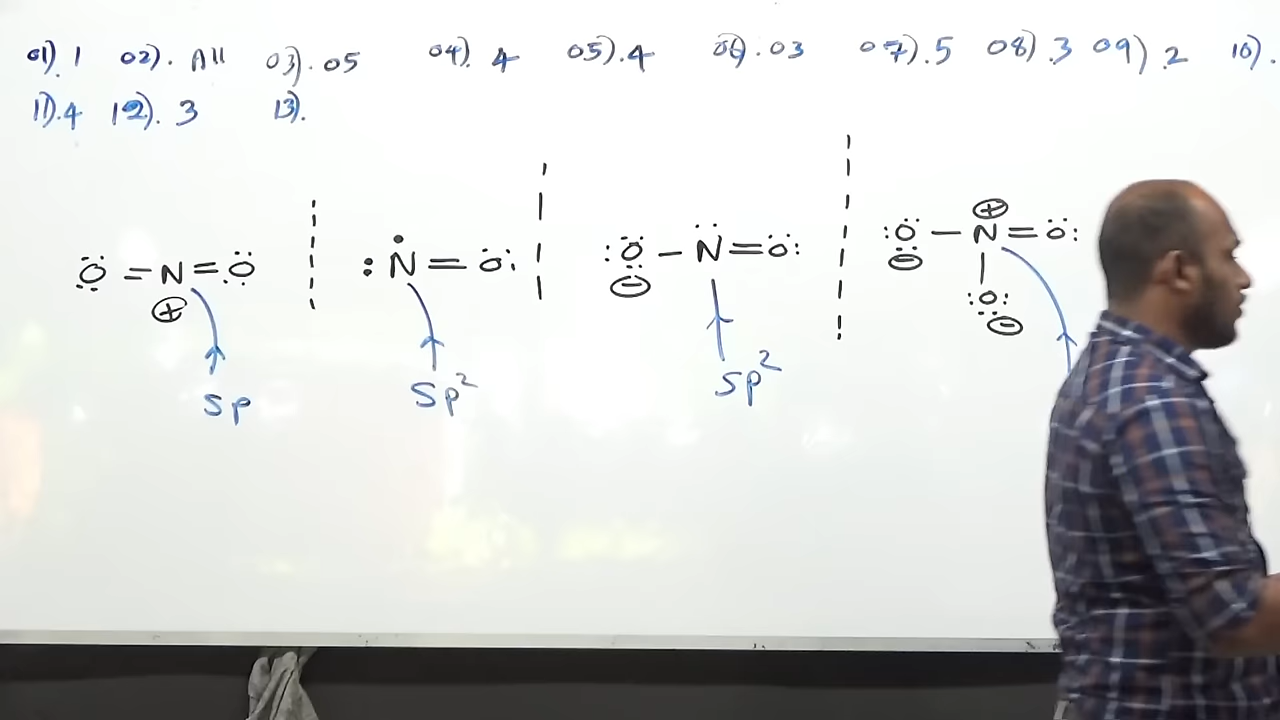 01). 1 02). All 03). 05 04). 4 05). 4 06). 03 07). 5 08). 3 09). 2 10).
11). 4 12). 3 13).
:Ö - N = Ö: ⊕
Ö = N = Ö :N = O: :O - N = O:
⊕ ⊖ :O: ⊖
⊖
sp sp² sp²